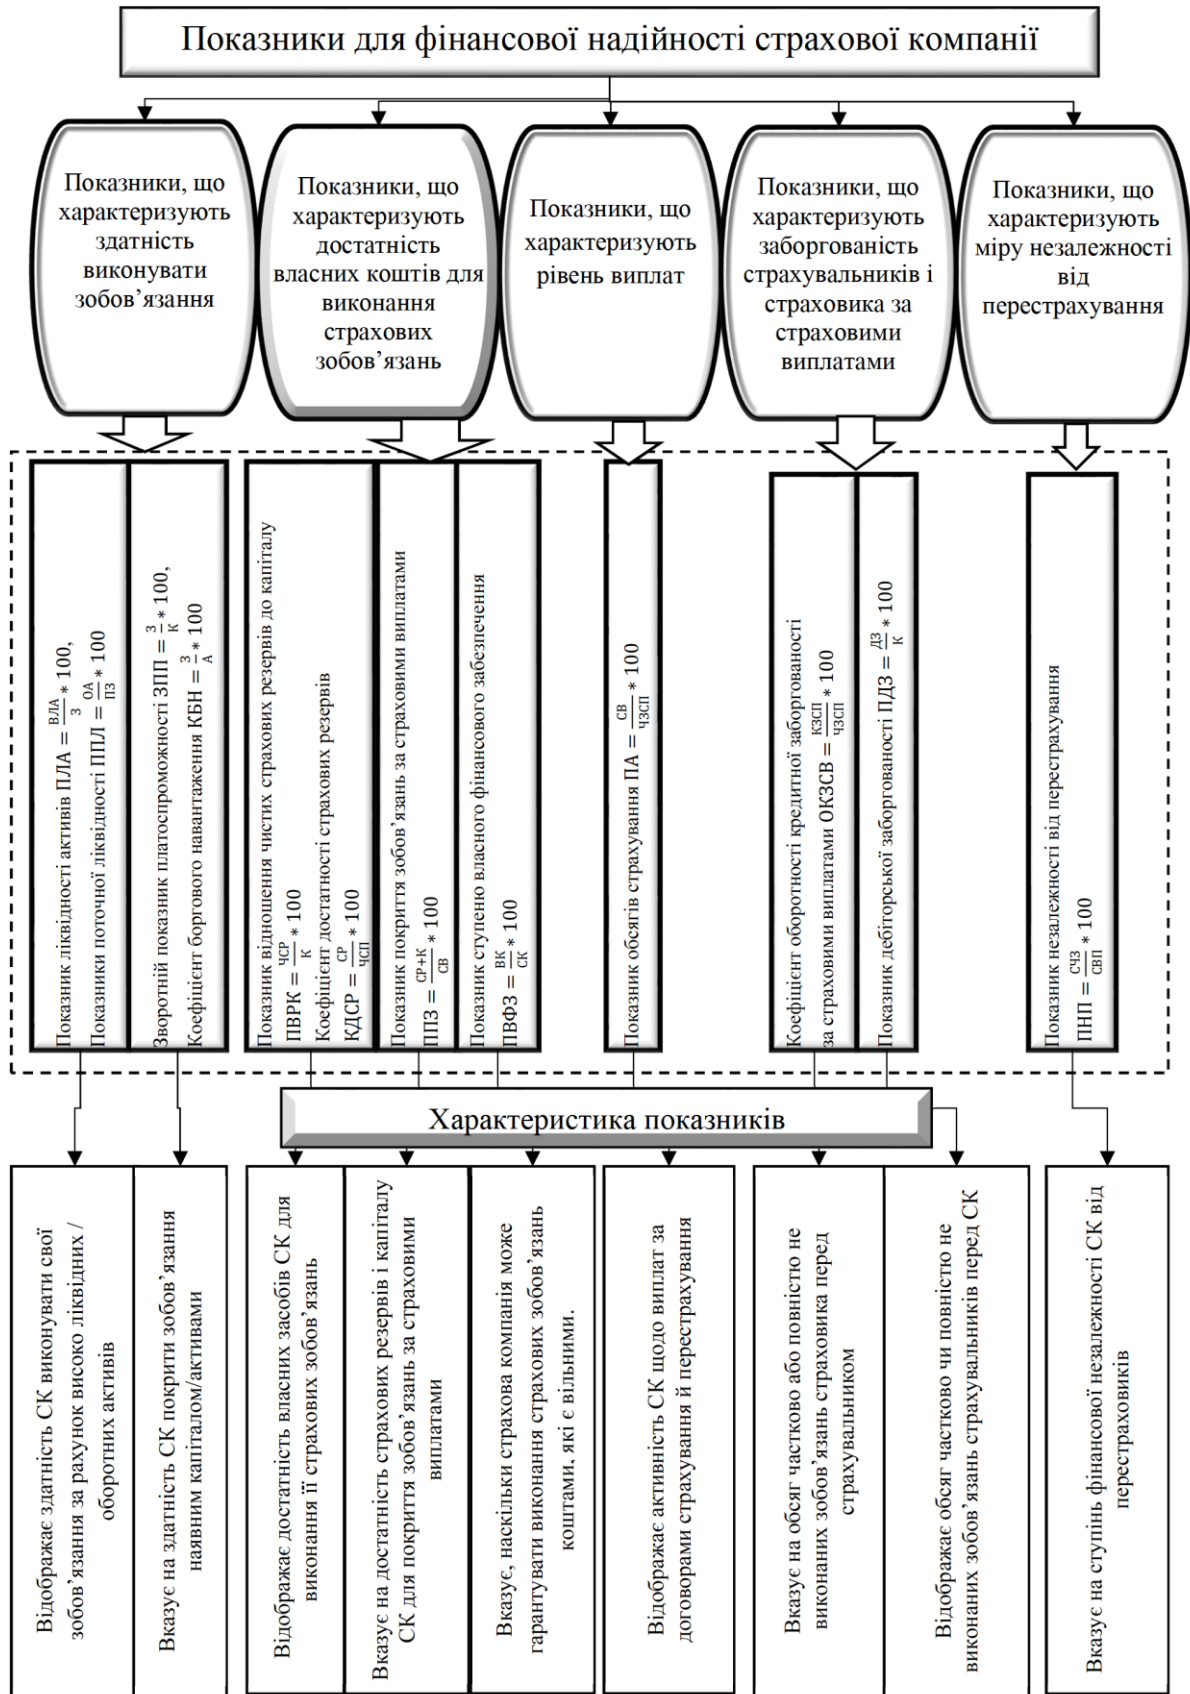 Показники для фінансової надійності страхової компанії
Показники, що
характеризують
здатність
виконувати
зобов’язання
Показники, що
характеризують
достатність
власних коштів для
виконання
страхових
зобов’язань
Показники, що
характеризують
рівень виплат
Показники, що
характеризують
заборгованість
страхувальників і
страховика за
страховими
виплатами
Показники, що
характеризують
міру незалежності
від
перестрахування
Показник ліквідності активів ПЛА = ВЛА/З * 100,
Показники поточної ліквідності ППЛ = ОА/ПЗ * 100
Зворотній показник платоспроможності ЗПП = З/К * 100,
Коефіцієнт боргового навантаження КБН = З/А * 100
Показник відношення чистих страхових резервів до капіталу
ПВРК = ЧСР/К * 100
Коефіцієнт достатності страхових резервів
КДСР = СР/ЧСП * 100
Показник покриття зобов’язань за страховими виплатами
ППЗ = СР+К/СВ * 100
Показник ступеню власного фінансового забезпечення
ПВФЗ = ВК/СК * 100
Показник обсягів страхування ПА = СВ/ЧЗСП * 100
Коефіцієнт оборотності кредитної заборгованості
за страховими виплатами ОКЗСВ = КЗСП/ЧЗСП * 100
Показник дебіторської заборгованості ПДЗ = ДЗ/К * 100
Показник незалежності від перестрахування
ПНП = СЧЗ/СВП * 100
Характеристика показників
Відображає здатність СК виконувати свої
зобов’язання за рахунок високо ліквідних /
оборотних активів
Вказує на здатність СК покрити зобов’язання
наявним капіталом/активами
Відображає достатність власних засобів СК для
виконання її страхових зобов’язань
Вказує на достатність страхових резервів і капіталу
СК для покриття зобов’язань за страховими
виплатами
Вказує, наскільки страхова компанія може
гарантувати виконання страхових зобов’язань
коштами, які є вільними.
Відображає активність СК щодо виплат за
договорами страхування й перестрахування
Вказує на обсяг частково або повністю не
виконаних зобов’язань страховика перед
страхувальником
Відображає обсяг частково чи повністю не
виконаних зобов’язань страхувальників перед СК
Вказує на ступінь фінансової незалежності СК від
перестраховиків